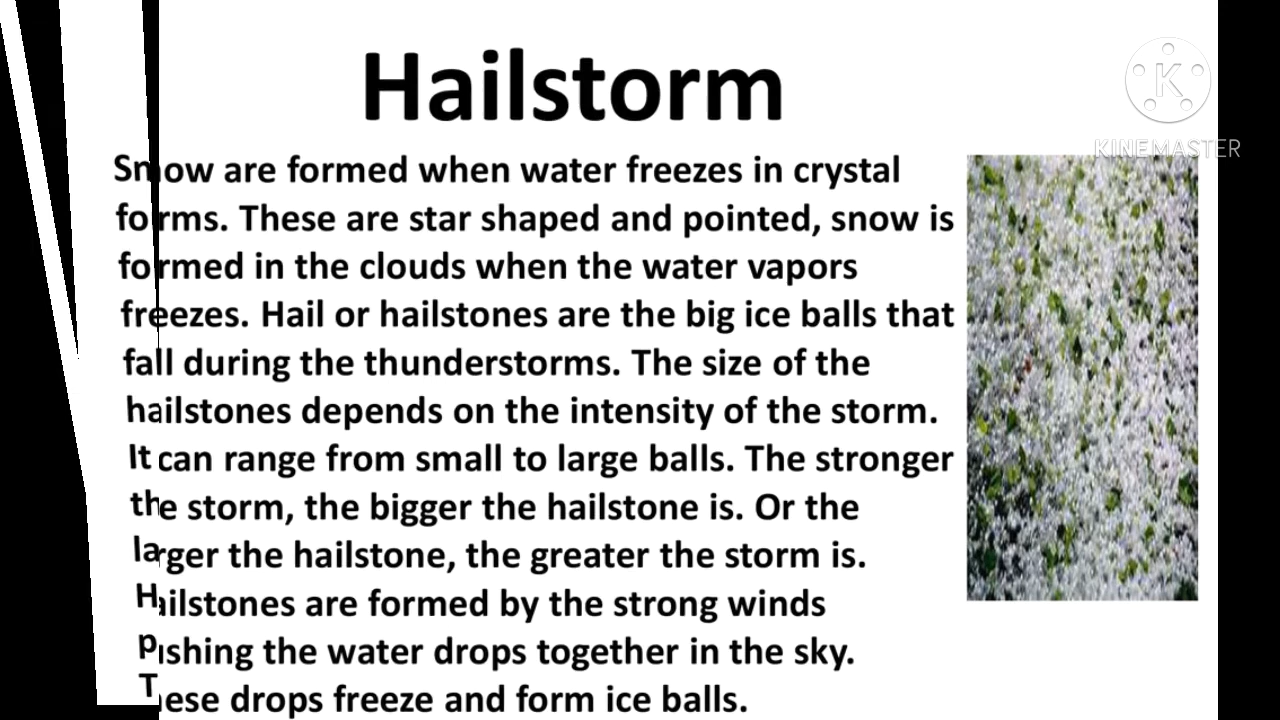 Hailstorm
K
KINEMASTER
Snow are formed when water freezes in crystal
forms. These are star shaped and pointed, snow is
formed in the clouds when the water vapors
freezes. Hail or hailstones are the big ice balls that
fall during the thunderstorms. The size of the
hailstones depends on the intensity of the storm.
It can range from small to large balls. The stronger
the storm, the bigger the hailstone is. Or the
larger the hailstone, the greater the storm is.
Hailstones are formed by the strong winds
pushing the water drops together in the sky.
These drops freeze and form ice balls.